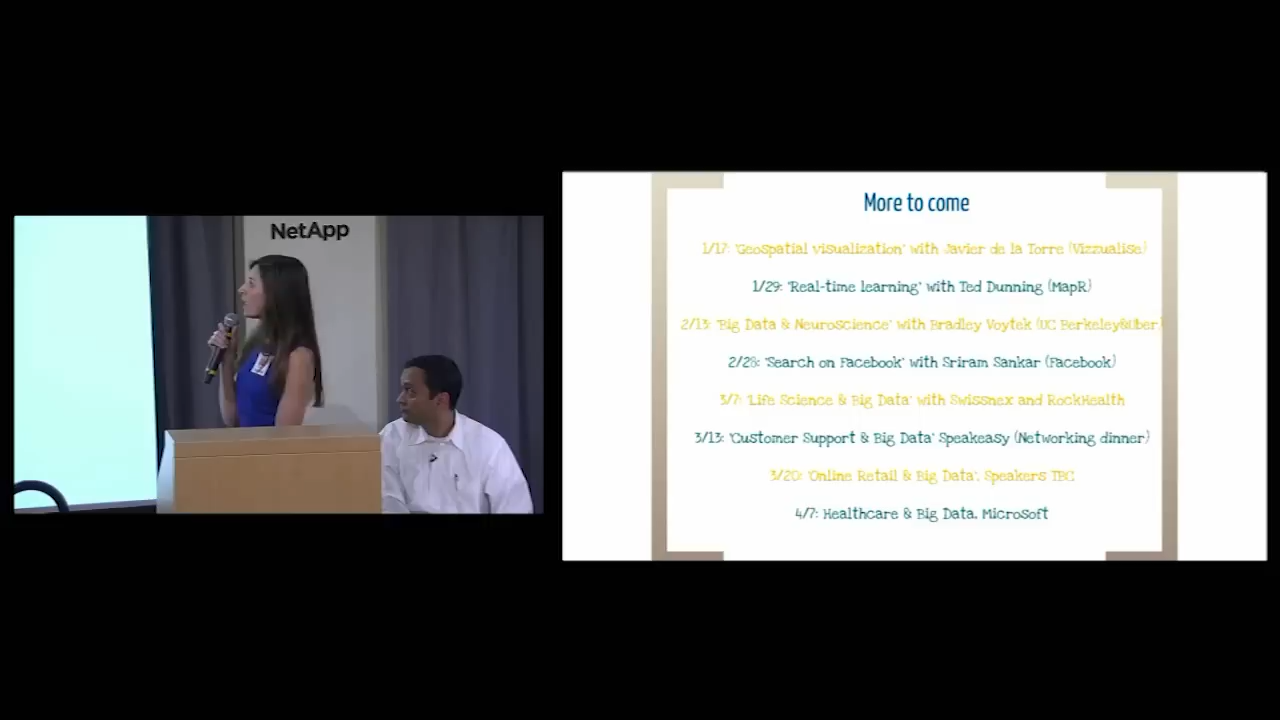 NetApp
More to come
1/17: 'Geospatial visualization' with Javier de la Torre (Vizzualise)
1/29: 'Real-time learning' with Ted Dunning (MapR)
2/13: 'Big Data & Neuroscience' with Bradley Voytek (UC Berkeley&Uber)
2/28: 'Search on Facebook' with Sriram Sankar (Facebook)
3/7: 'Life Science & Big Data' with Swissnex and RockHealth
3/13: 'Customer Support & Big Data' Speakeasy (Networking dinner)
3/20: 'Online Retail & Big Data', Speakers TBC
4/7: Healthcare & Big Data, Microsoft